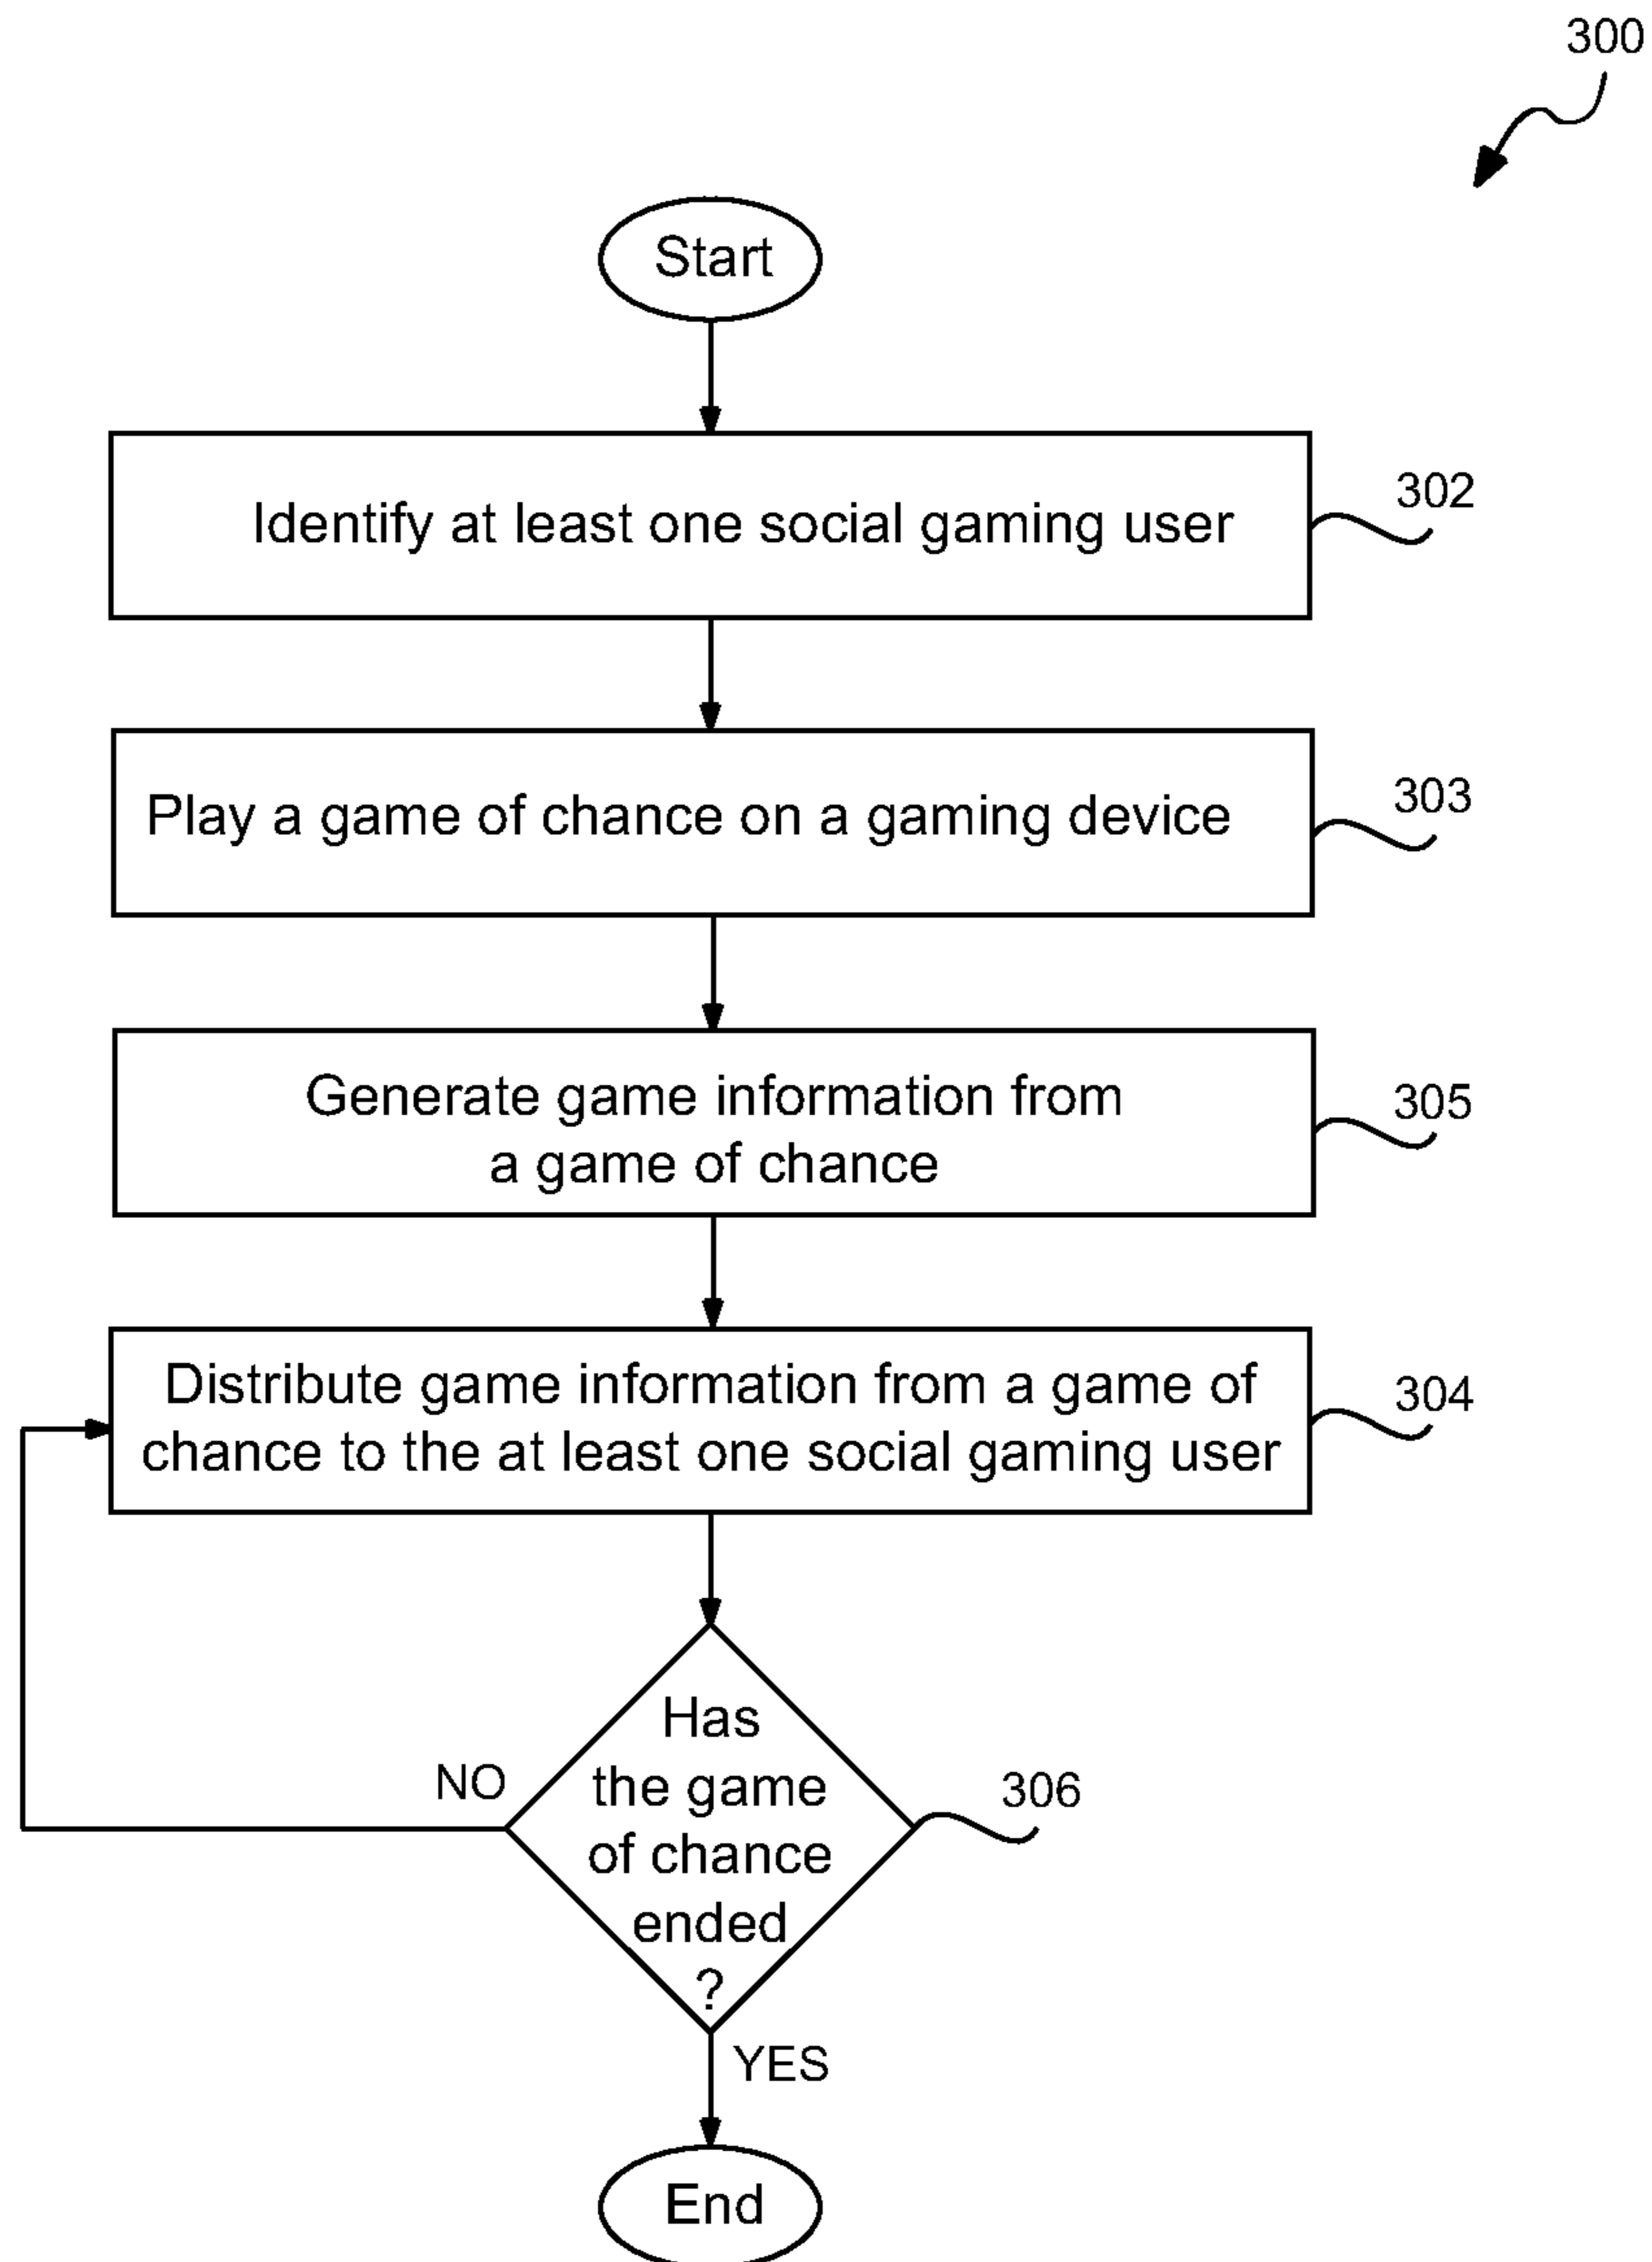 300
Start
Identify at least one social gaming user
302
Play a game of chance on a gaming device
303
Generate game information from
a game of chance
305
Distribute game information from a game of
chance to the at least one social gaming user
304
Has
the game
of chance
ended
?
NO
306
YES
End